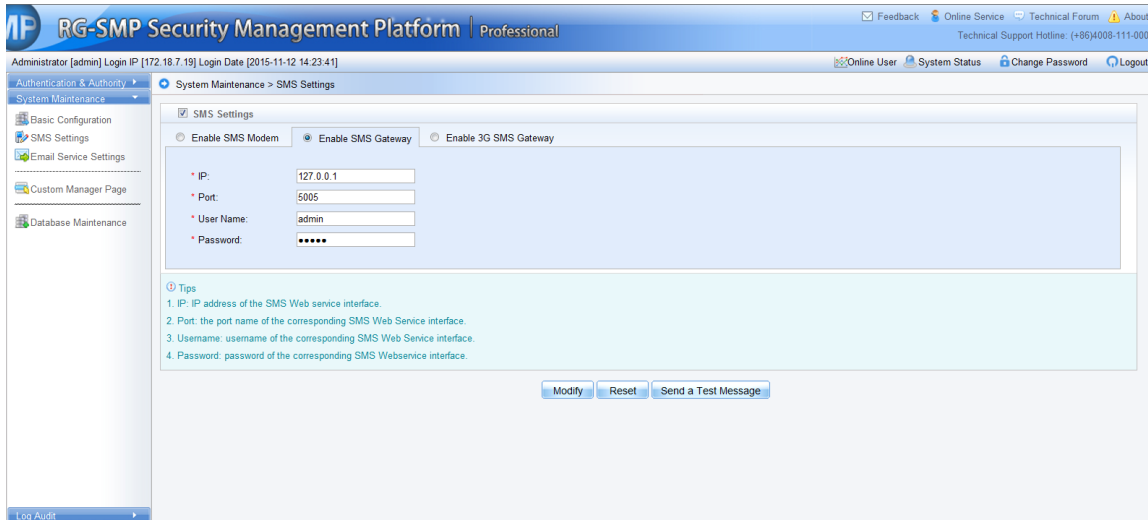 MP RG-SMP Security Management Platform | Professional
Feedback Online Service Technical Forum About
Technical Support Hotline: (+86)4008-111-000
Administrator [admin] Login IP [172.18.7.19] Login Date [2015-11-12 14:23:41]
Online User System Status Change Password Logout
Authentication & Authority
System Maintenance
Basic Configuration
SMS Settings
Email Service Settings
Custom Manager Page
Database Maintenance
Log Audit
System Maintenance > SMS Settings
SMS Settings
Enable SMS Modem Enable SMS Gateway Enable 3G SMS Gateway
* IP: 127.0.0.1
* Port: 5005
* User Name: admin
* Password: •••••
Tips
1. IP: IP address of the SMS Web service interface.
2. Port: the port name of the corresponding SMS Web Service interface.
3. Username: username of the corresponding SMS Web Service interface.
4. Password: password of the corresponding SMS Webservice interface.
Modify Reset Send a Test Message